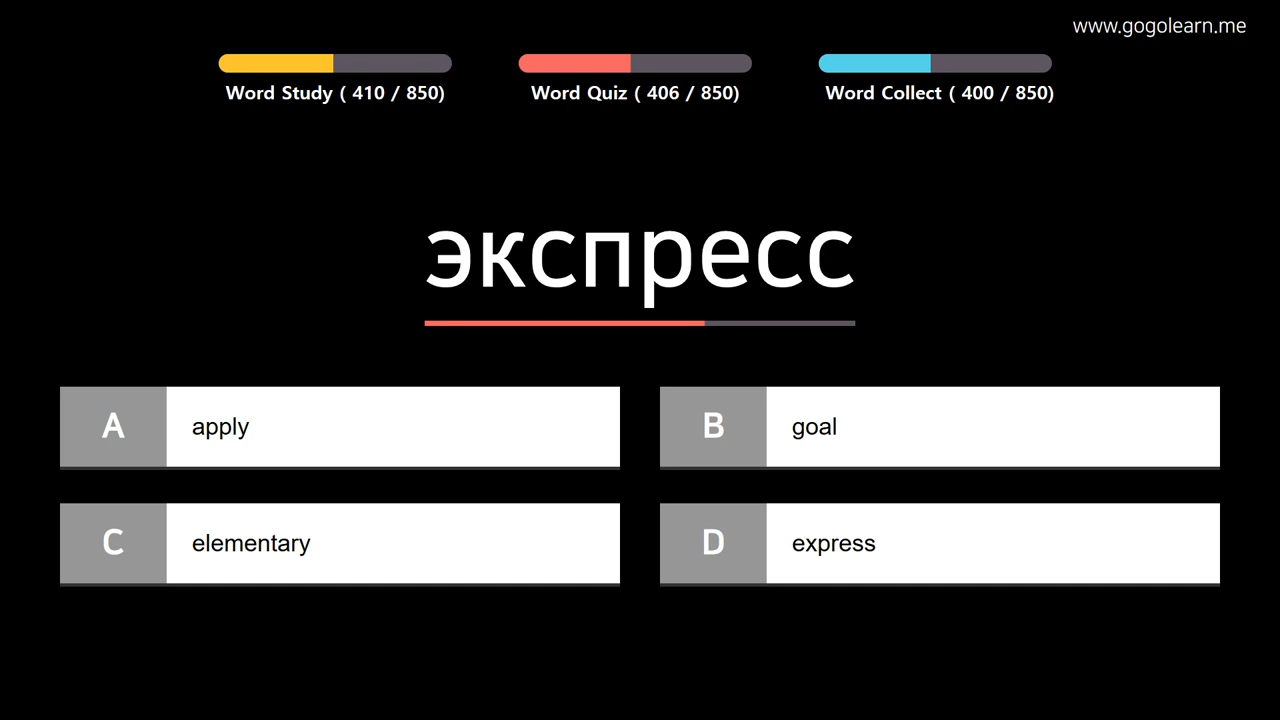 www.gogolearn.me
Word Study ( 410 / 850)
Word Quiz ( 406 / 850)
Word Collect ( 400 / 850)
экспресс
A apply
B goal
C elementary
D express